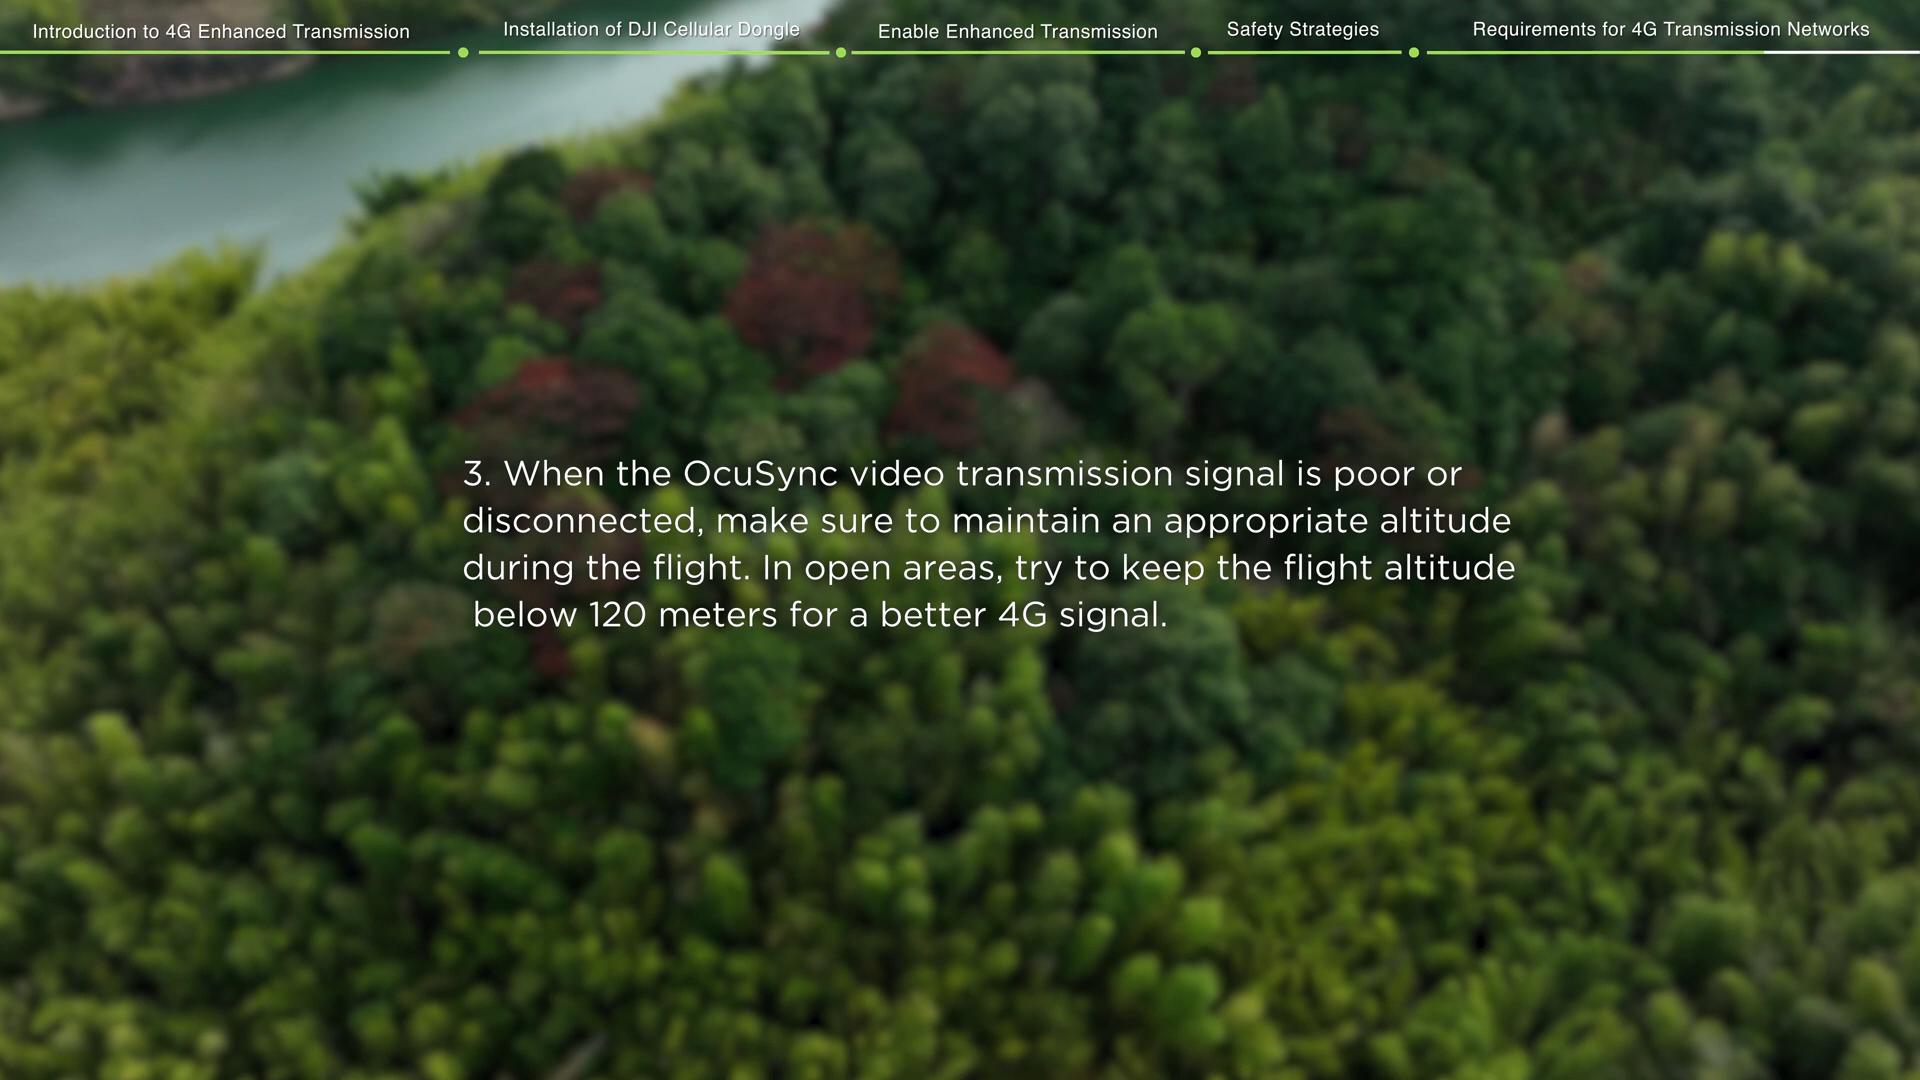 Introduction to 4G Enhanced Transmission
Installation of DJI Cellular Dongle
Enable Enhanced Transmission
Safety Strategies
Requirements for 4G Transmission Networks
3. When the OcuSync video transmission signal is poor or
disconnected, make sure to maintain an appropriate altitude
during the flight. In open areas, try to keep the flight altitude
below 120 meters for a better 4G signal.